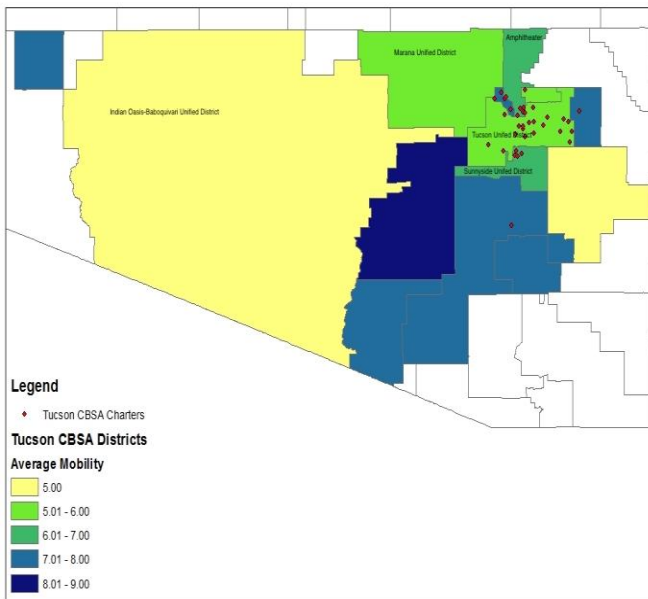 Amphitheater
Marana Unified District
Indian Oasis-Baboquivari Unified District
Tucson Unified District
Sunnyside Unified District
Legend
Tucson CBSA Charters
Tucson CBSA Districts
Average Mobility
5.00
5.01 - 6.00
6.01 - 7.00
7.01 - 8.00
8.01 - 9.00